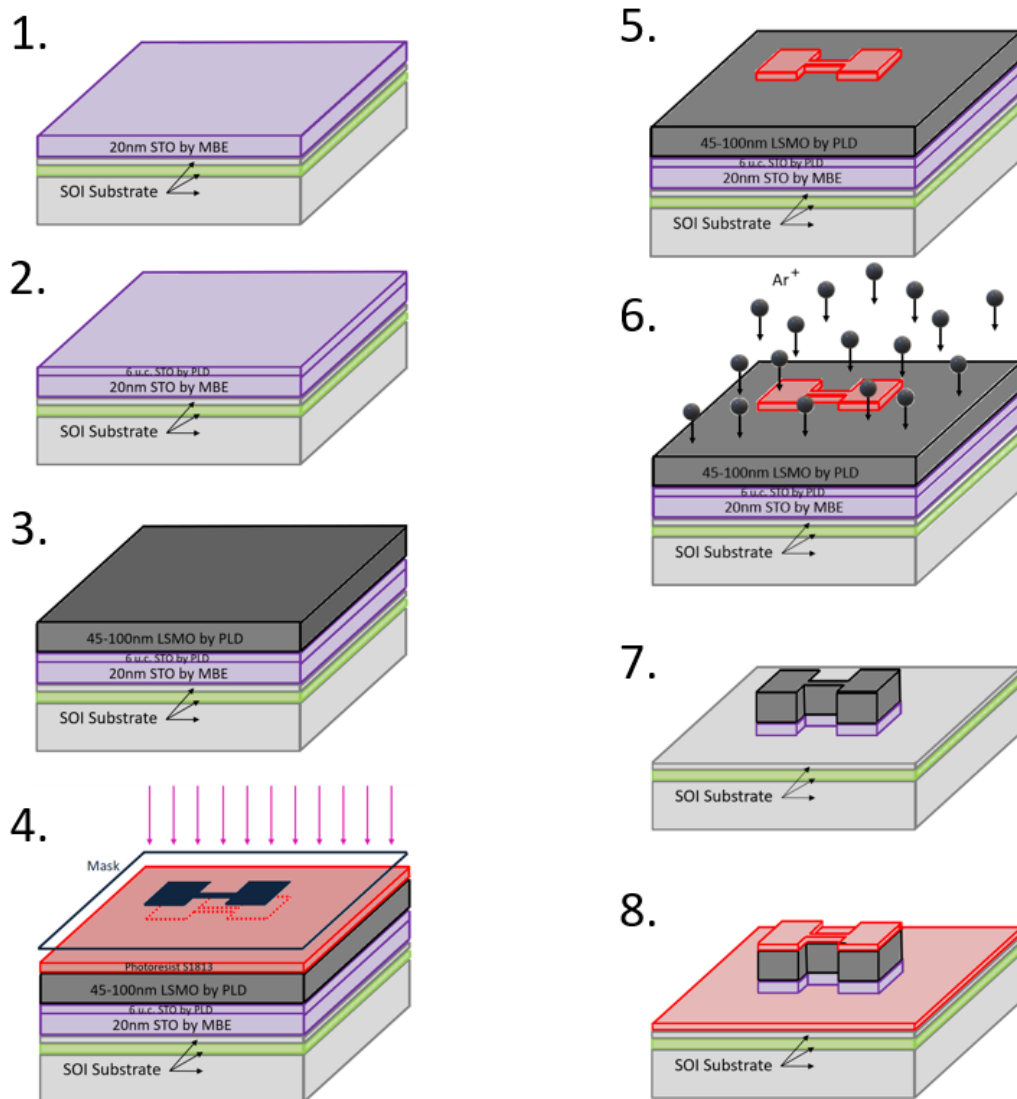 1.
20nm STO by MBE
SOI Substrate
2.
6 u.c. STO by PLD
20nm STO by MBE
SOI Substrate
3.
45-100nm LSMO by PLD
6 u.c. STO by PLD
20nm STO by MBE
SOI Substrate
4.
Mask
Photoresist S1813
45-100nm LSMO by PLD
6 u.c. STO by PLD
20nm STO by MBE
SOI Substrate
5.
45-100nm LSMO by PLD
6 u.c. STO by PLD
20nm STO by MBE
SOI Substrate
6.
Ar⁺
45-100nm LSMO by PLD
6 u.c. STO by PLD
20nm STO by MBE
SOI Substrate
7.
SOI Substrate
8.
SOI Substrate